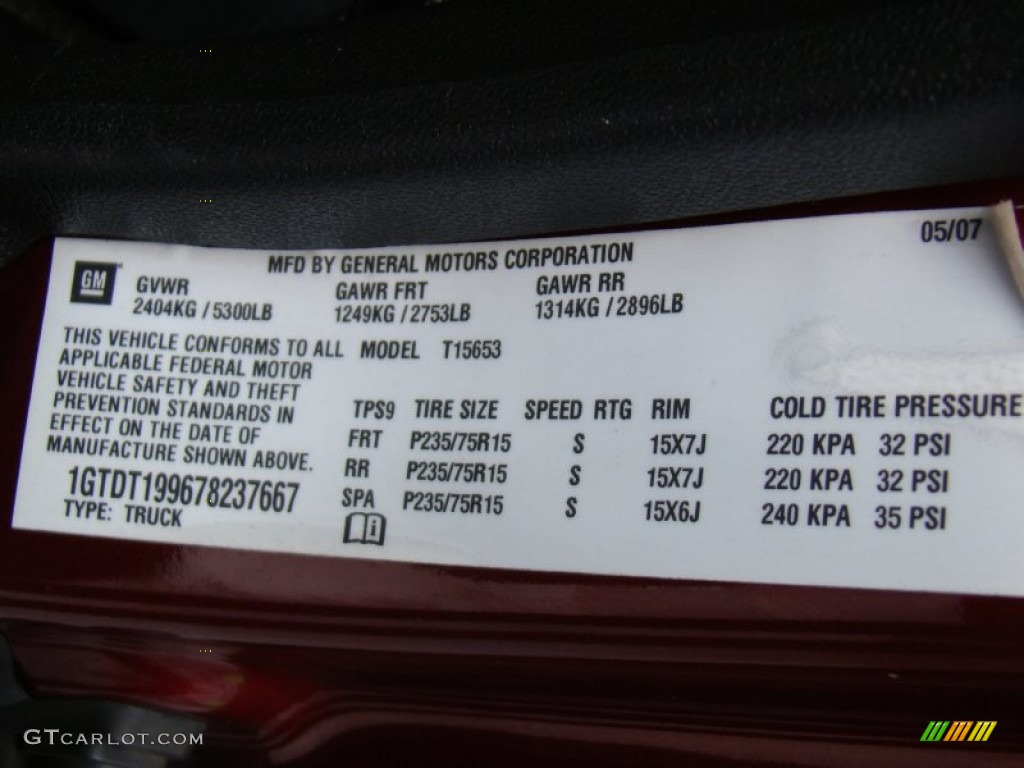 05/07
GM MFD BY GENERAL MOTORS CORPORATION
GVWR GAWR FRT GAWR RR
2404KG / 5300LB 1249KG / 2753LB 1314KG / 2896LB
THIS VEHICLE CONFORMS TO ALL MODEL T15653
APPLICABLE FEDERAL MOTOR
VEHICLE SAFETY AND THEFT
PREVENTION STANDARDS IN
EFFECT ON THE DATE OF
MANUFACTURE SHOWN ABOVE.
1GTDT199678237667
TYPE: TRUCK
TPS9 TIRE SIZE SPEED RTG RIM COLD TIRE PRESSURE
FRT P235/75R15 S 15X7J 220 KPA 32 PSI
RR P235/75R15 S 15X7J 220 KPA 32 PSI
SPA P235/75R15 S 15X6J 240 KPA 35 PSI
GTCARLOT.COM